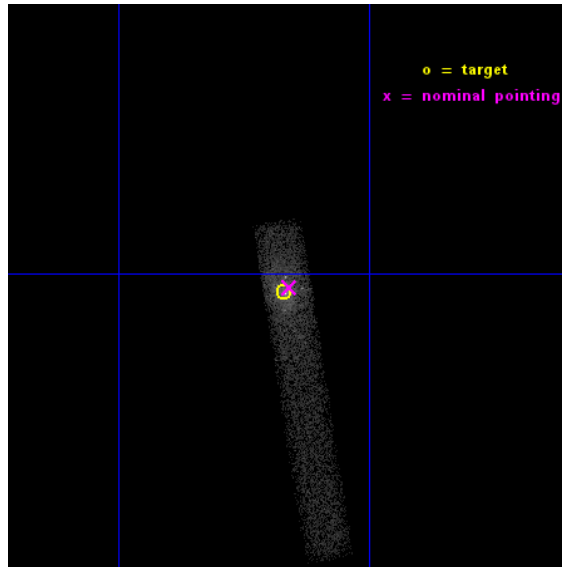 o = target
x = nominal pointing